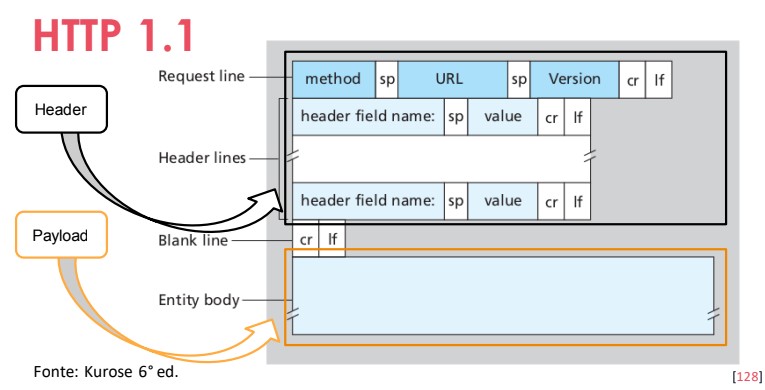 HTTP 1.1
Request line method sp URL sp Version cr lf
Header
header field name: sp value cr lf
Header lines
header field name: sp value cr lf
Payload
Blank line cr lf
Entity body
Fonte: Kurose 6° ed.
[128]